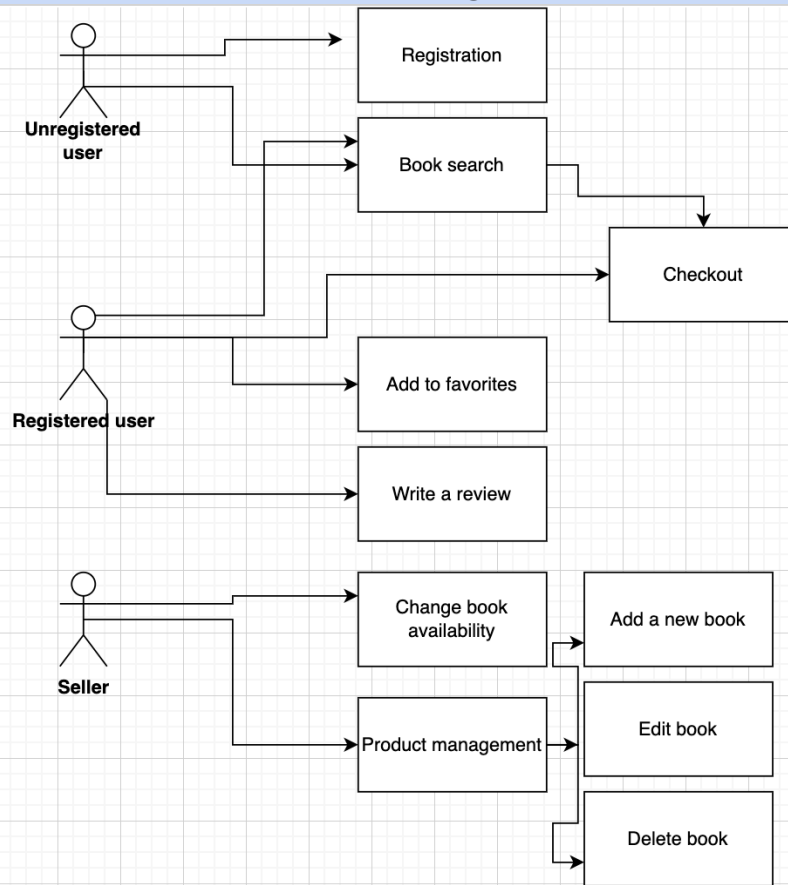 Registration
Unregistered
user
Book search
Checkout
Add to favorites
Registered user
Write a review
Change book
availability
Add a new book
Seller
Edit book
Product management
Delete book